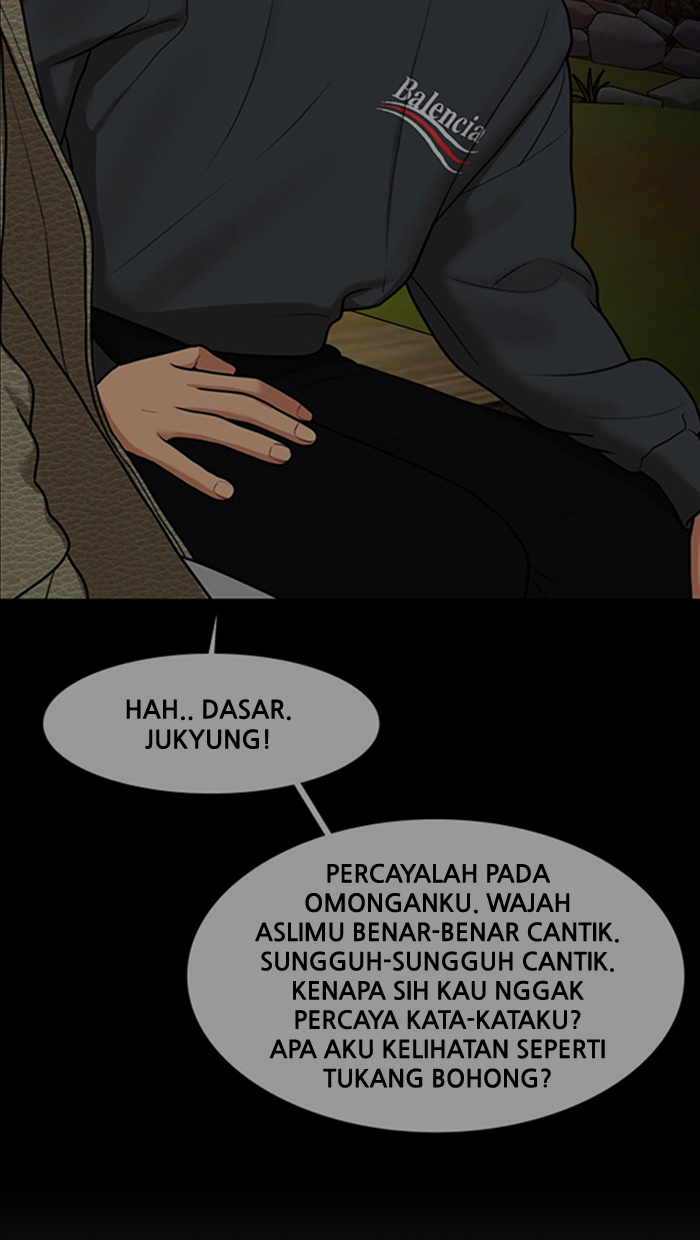 Balencia
HAH.. DASAR.
JUKYUNG!
PERCAYALAH PADA
OMONGANKU. WAJAH
ASLIMU BENAR-BENAR CANTIK.
SUNGGUH-SUNGGUH CANTIK.
KENAPA SIH KAU NGGAK
PERCAYA KATA-KATAKU?
APA AKU KELIHATAN SEPERTI
TUKANG BOHONG?